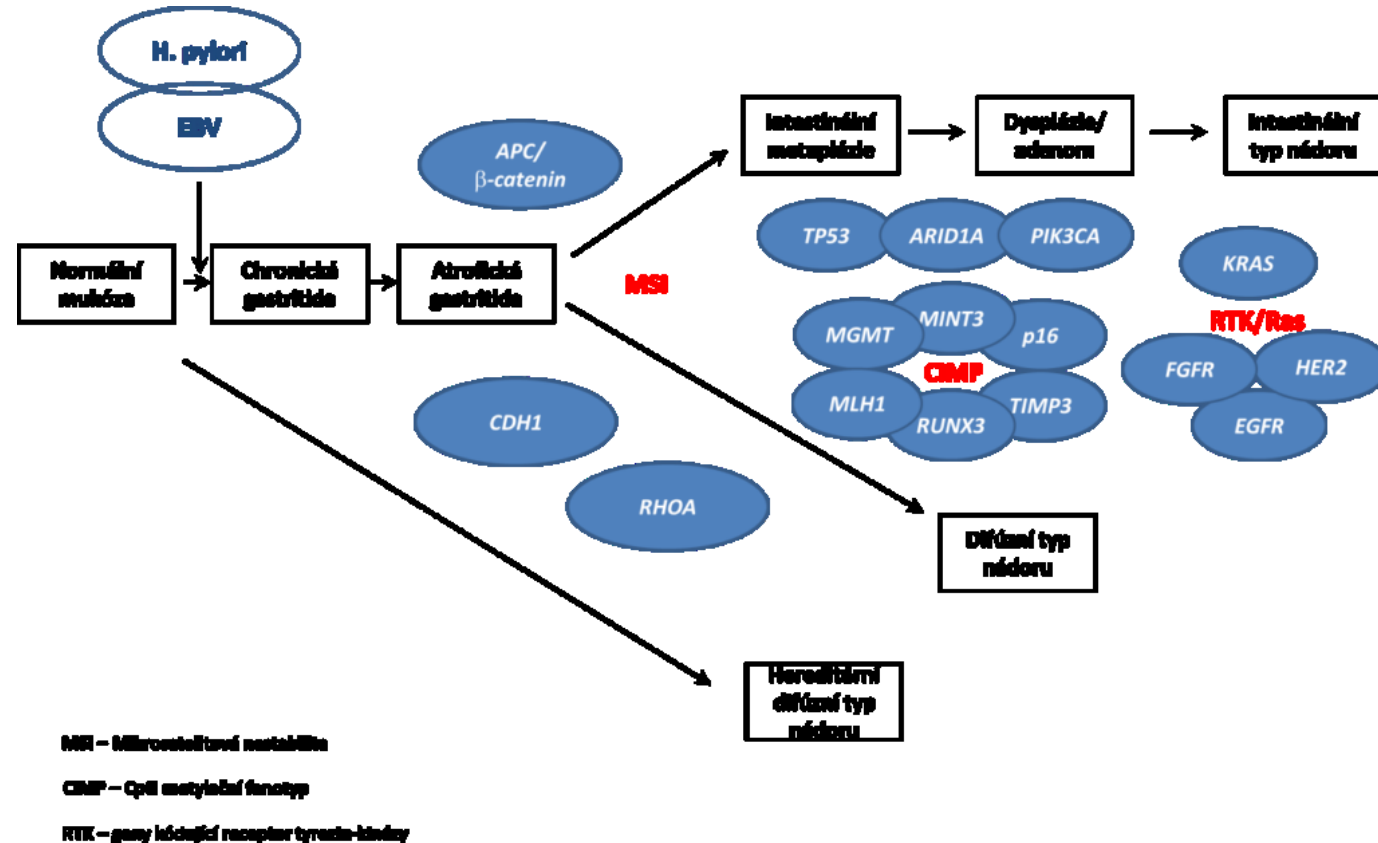 H. pylori
EBV
APC/
β-catenin
Intestinální
metaplázie
Dysplázie/
adenom
Intestinální
typ nádoru
Normální
mukóza
Chronická
gastritida
Atrofická
gastritida
MSI
TP53
ARID1A
PIK3CA
KRAS
MGMT
MINT3
p16
CIMP
MLH1
RUNX3
TIMP3
RTK/Ras
FGFR
HER2
EGFR
CDH1
RHOA
Difúzní typ
nádoru
Hereditární
difúzní typ
nádoru
MSI – Mikrosatelitová nestabilita
CIMP – CpG metylační fenotyp
RTK – geny kódující receptor tyrozin-kinázy